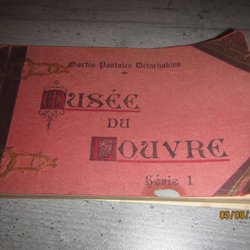 Cartes Postales Détachables
MUSÉE
DU
LOUVRE
Série 1